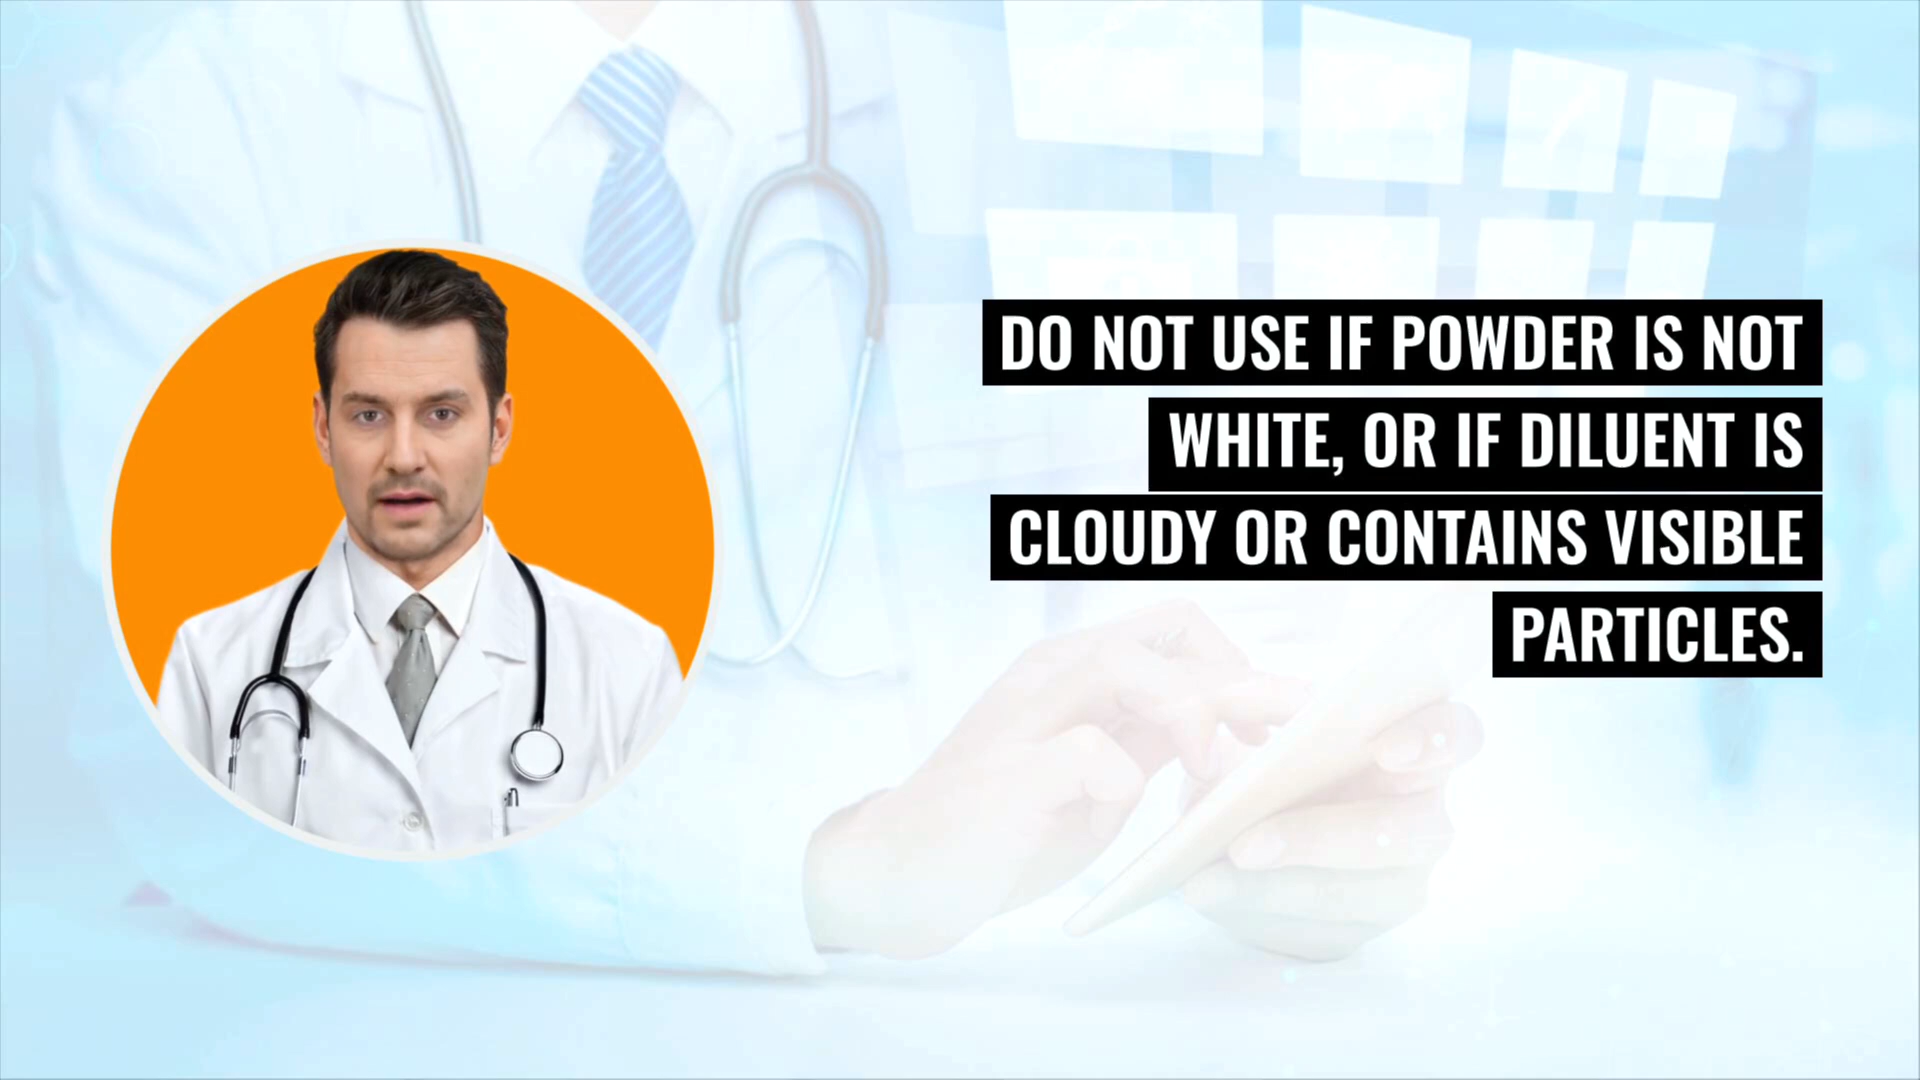 DO NOT USE IF POWDER IS NOT
WHITE, OR IF DILUENT IS
CLOUDY OR CONTAINS VISIBLE
PARTICLES.